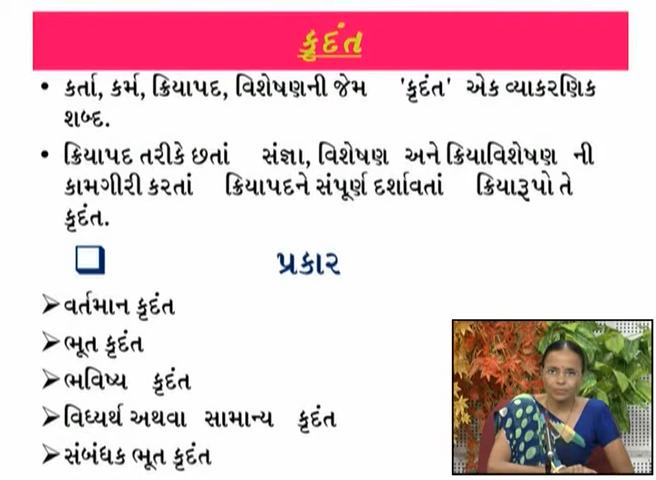 કૃદંત
• કર્તા, કર્મ, ક્રિયાપદ, વિશેષણની જેમ 'કૃદંત' એક વ્યાકરણિક
શબ્દ.
• ક્રિયાપદ તરીકે છતાં સંજ્ઞા, વિશેષણ અને ક્રિયાવિશેષણ ની
કામગીરી કરતાં ક્રિયાપદને સંપૂર્ણ દર્શાવતાં ક્રિયારૂપો તે
કૃદંત.
❑ પ્રકાર
➢વર્તમાન કૃદંત
➢ભૂત કૃદંત
➢ભવિષ્ય કૃદંત
➢વિધ્યર્થ અથવા સામાન્ય કૃદંત
➢સંબંધક ભૂત કૃદંત